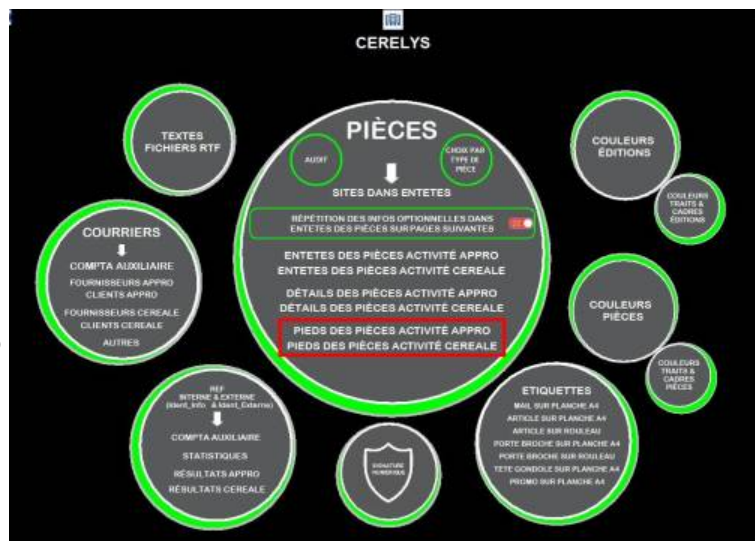 CERELYS
TEXTES
FICHIERS RTF
PIÈCES
AUDIT
CHOIX PAR
TYPE DE
PIÈCE
SITES DANS ENTETES
RÉPÉTITION DES INFOS OPTIONNELLES DANS
ENTETES DES PIÈCES SUR PAGES SUIVANTES
ENTETES DES PIÈCES ACTIVITÉ APPRO
ENTETES DES PIÈCES ACTIVITÉ CEREALE
DÉTAILS DES PIÈCES ACTIVITÉ APPRO
DÉTAILS DES PIÈCES ACTIVITÉ CEREALE
PIEDS DES PIÈCES ACTIVITÉ APPRO
PIEDS DES PIÈCES ACTIVITÉ CEREALE
COULEURS
ÉDITIONS
COULEURS
TRAITS &
CADRES
ÉDITIONS
COURRIERS
COMPTA AUXILIAIRE
FOURNISSEURS APPRO
CLIENTS APPRO
FOURNISSEURS CEREALE
CLIENTS CEREALE
AUTRES
COULEURS
PIÈCES
COULEURS
TRAITS &
CADRES
PIÈCES
REF
INTERNE & EXTERNE
(Ident_Info & Ident_Externe)
COMPTA AUXILIAIRE
STATISTIQUES
RÉSULTATS APPRO
RÉSULTATS CEREALE
SIGNATURE
NUMERIQUE
ETIQUETTES
MAIL SUR PLANCHE A4
ARTICLE SUR PLANCHE A4
ARTICLE SUR ROULEAU
PORTE BROCHE SUR PLANCHE A4
PORTE BROCHE SUR ROULEAU
TETE GONDOLE SUR PLANCHE A4
PROMO SUR PLANCHE A4